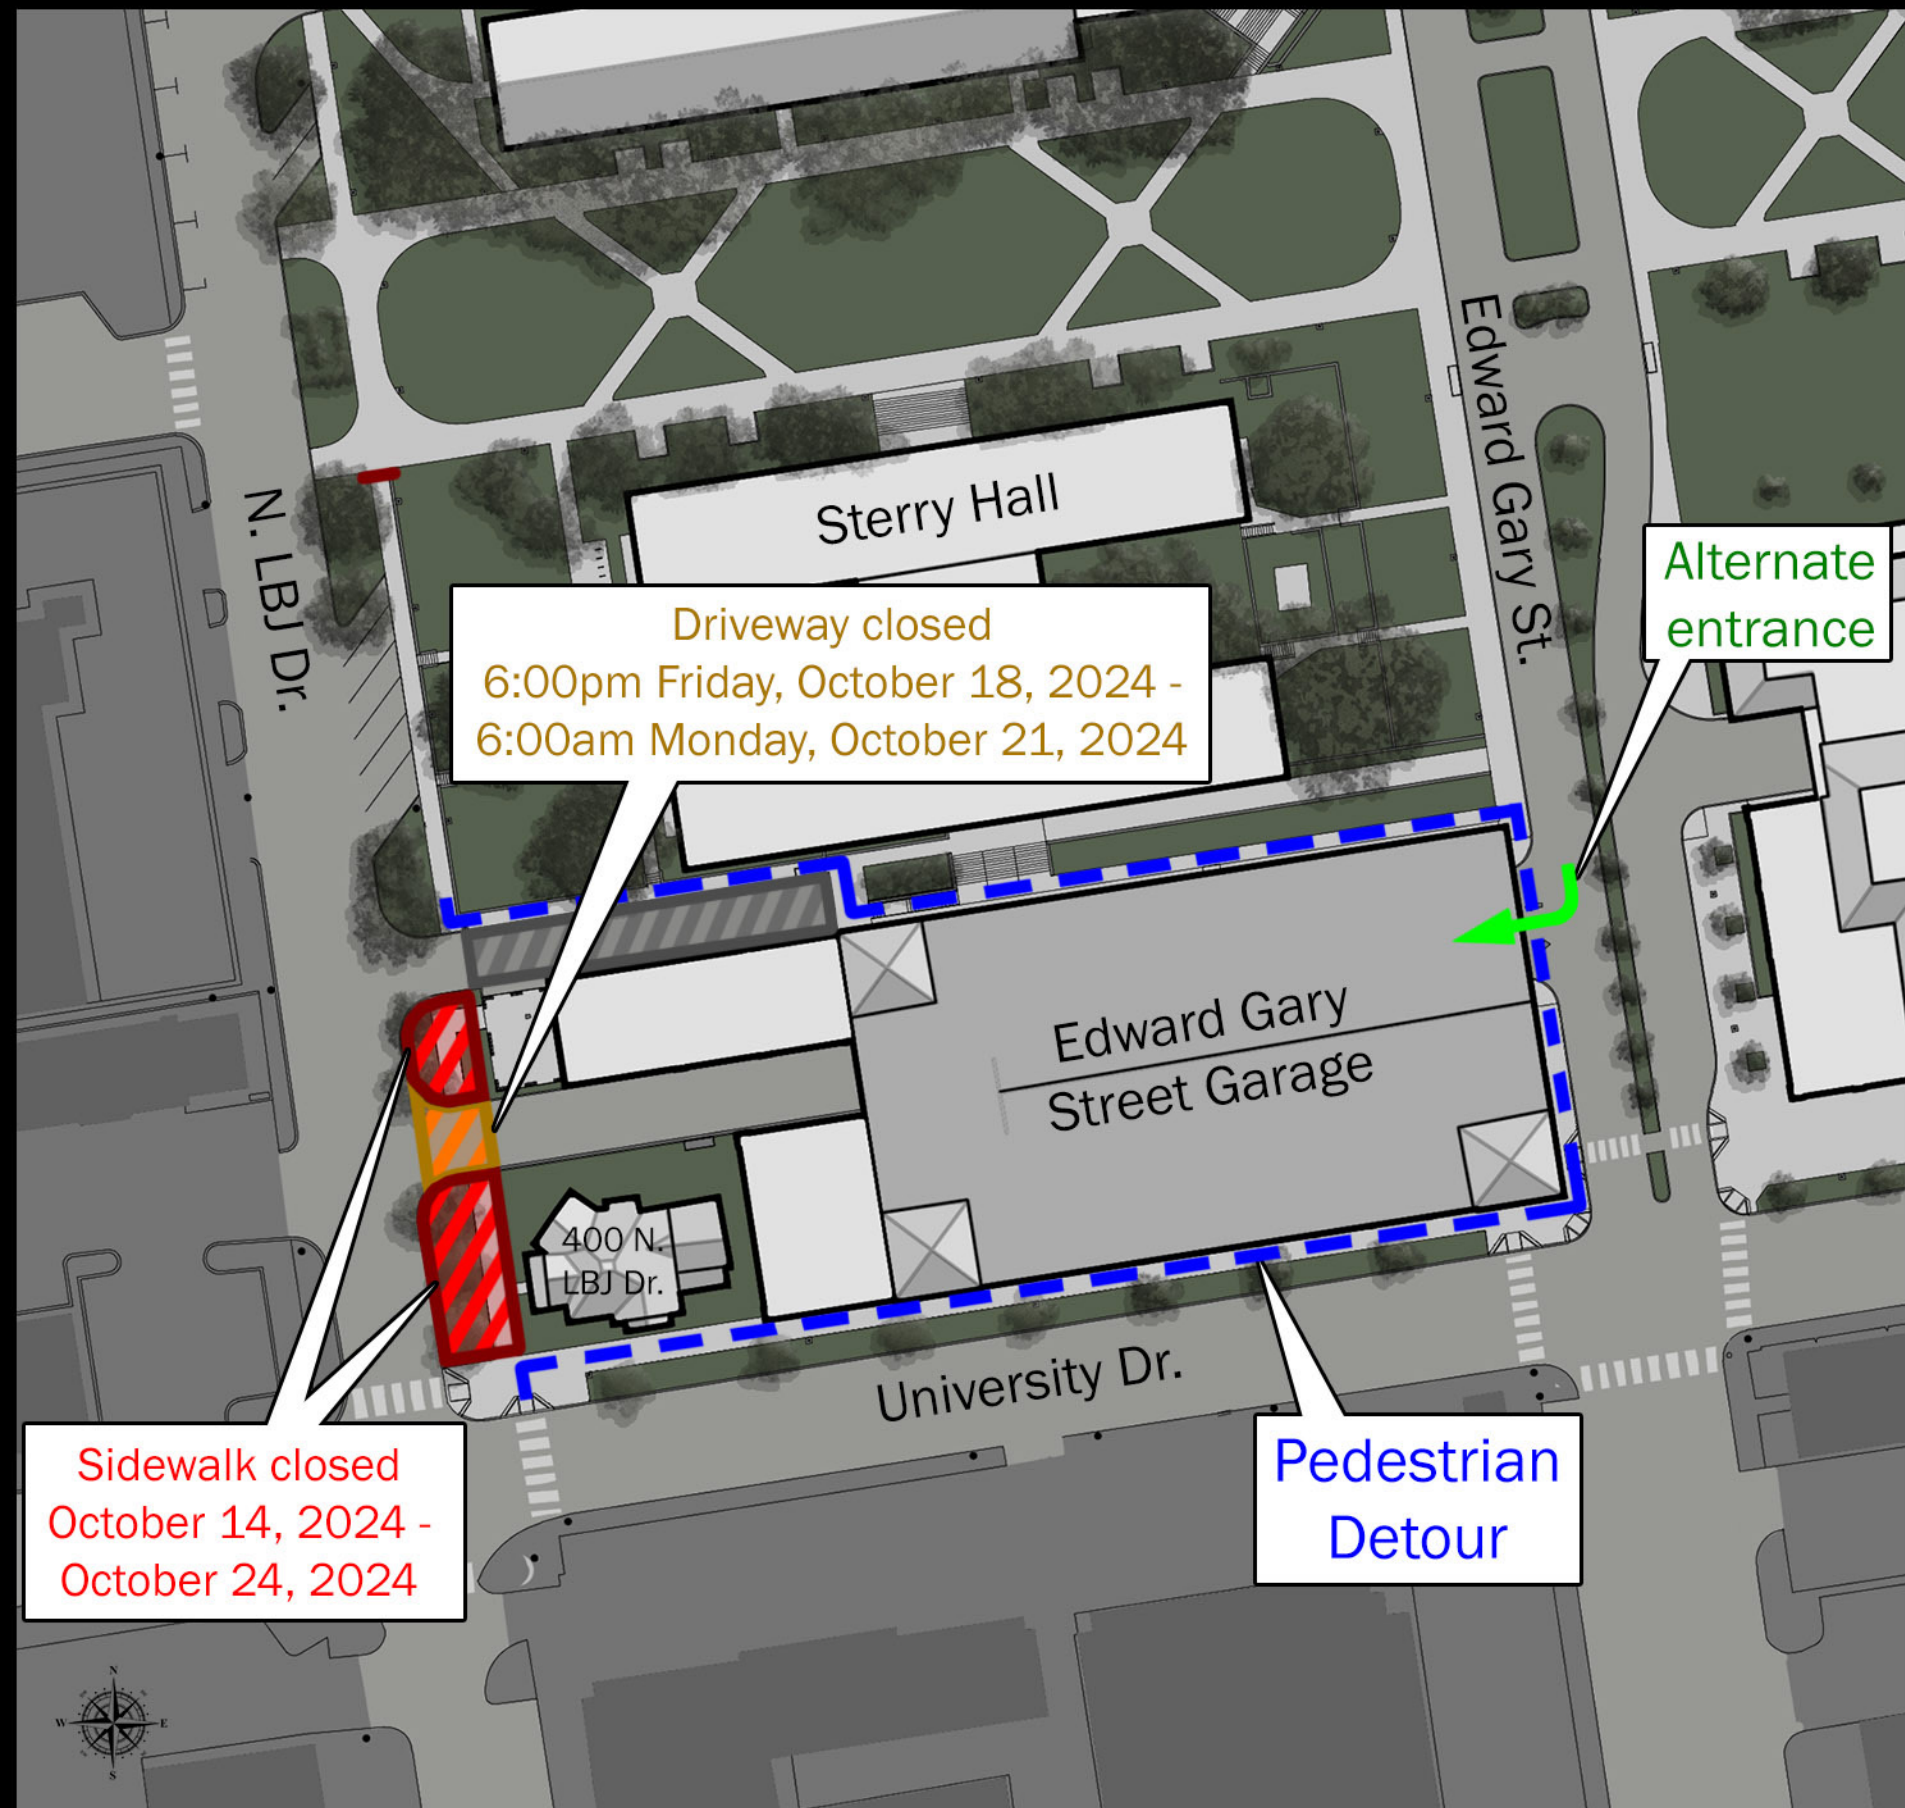 Sterry Hall
Edward Gary St.
N. LBJ Dr.
Alternate
entrance
Driveway closed
6:00pm Friday, October 18, 2024 -
6:00am Monday, October 21, 2024
Edward Gary
Street Garage
400 N.
LBJ Dr.
University Dr.
Sidewalk closed
October 14, 2024 -
October 24, 2024
Pedestrian
Detour
N
W
E
S